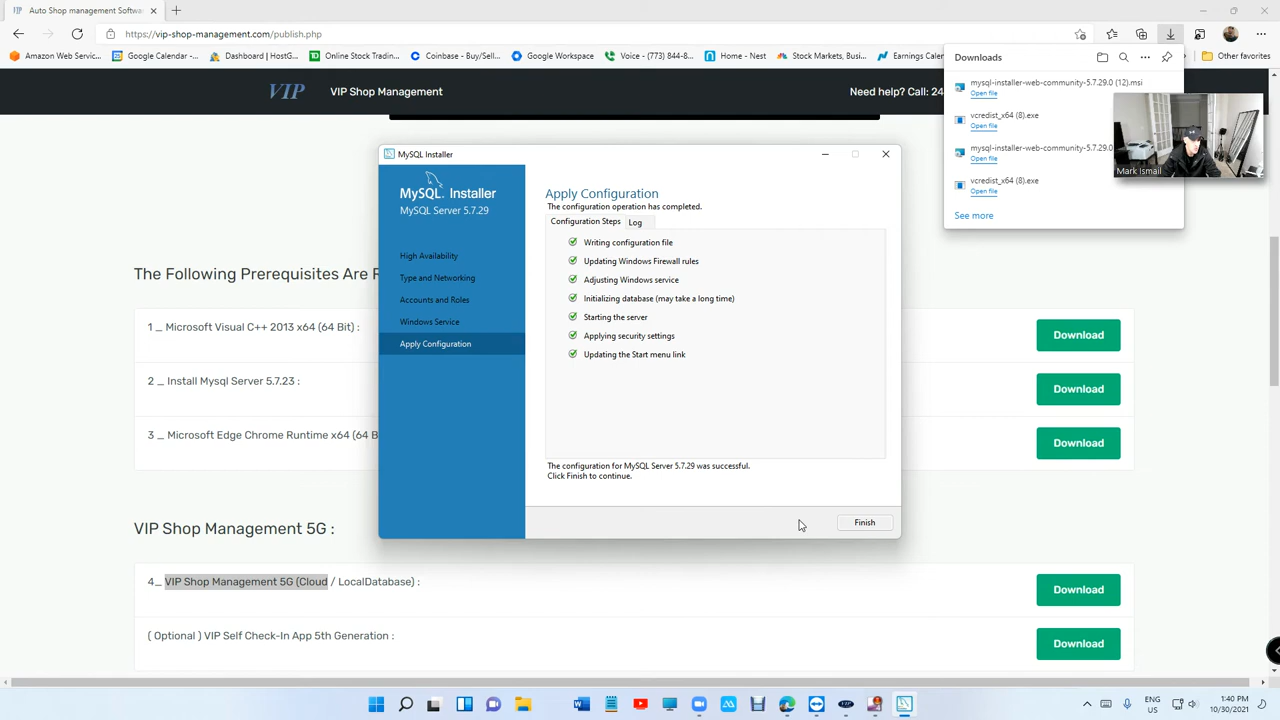 Auto Shop management Softwa
https://vip-shop-management.com/publish.php
Amazon Web Servic...
Google Calendar -...
Dashboard | HostG...
Online Stock Trading...
Coinbase - Buy/Sell...
Google Workspace
Voice - (773) 844-8...
Home - Nest
Stock Markets, Busi...
Earnings Calen
Other favorites
VIP
VIP Shop Management
Need help? Call: 24
Downloads
mysql-installer-web-community-5.7.29.0 (12).msi
Open file
vcredist_x64 (8).exe
Open file
mysql-installer-web-community-5.7.29.0
Open file
vcredist_x64 (8).exe
Open file
See more
Mark Ismail
MySQL Installer
MySQL. Installer
MySQL Server 5.7.29
High Availability
Type and Networking
Accounts and Roles
Windows Service
Apply Configuration
Apply Configuration
The configuration operation has completed.
Configuration Steps
Log
Writing configuration file
Updating Windows Firewall rules
Adjusting Windows service
Initializing database (may take a long time)
Starting the server
Applying security settings
Updating the Start menu link
The configuration for MySQL Server 5.7.29 was successful.
Click Finish to continue.
Finish
The Following Prerequisites Are R
1 _ Microsoft Visual C++ 2013 x64 (64 Bit) :
Download
2 _ Install Mysql Server 5.7.23 :
Download
3 _ Microsoft Edge Chrome Runtime x64 (64 B
Download
VIP Shop Management 5G :
4_ VIP Shop Management 5G (Cloud / LocalDatabase) :
Download
( Optional ) VIP Self Check-In App 5th Generation :
Download
ENG
US
1:40 PM
10/30/2021